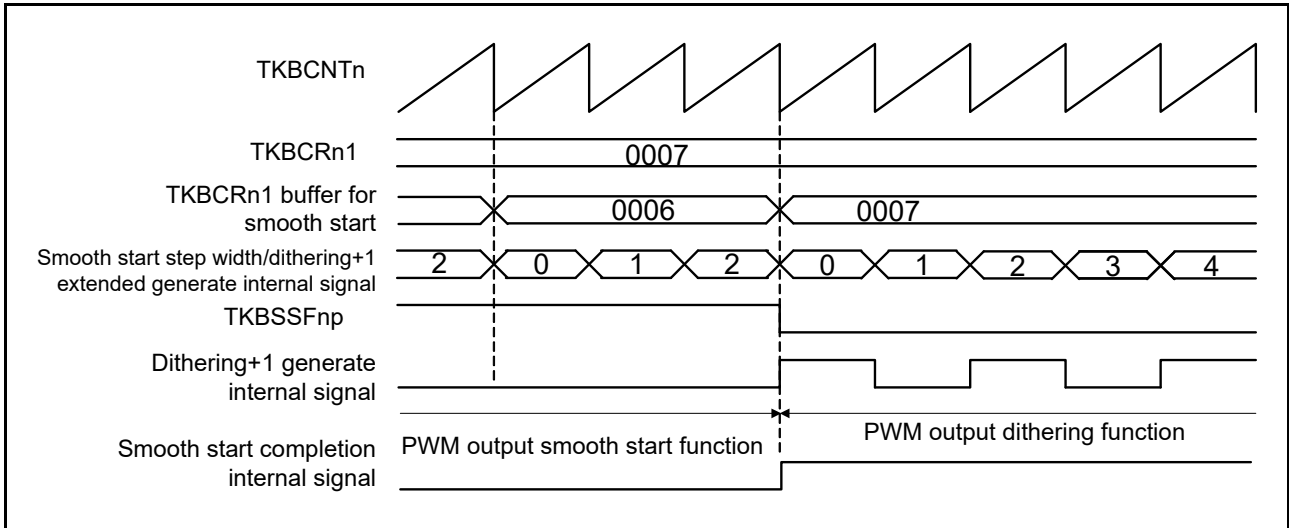 TKBCNTn
TKBCRn1
0007
TKBCRn1 buffer for
smooth start
0006
0007
Smooth start step width/dithering+1
extended generate internal signal
2 0 1 2 0 1 2 3 4
TKBSSFnp
Dithering+1 generate
internal signal
PWM output smooth start function
PWM output dithering function
Smooth start completion
internal signal